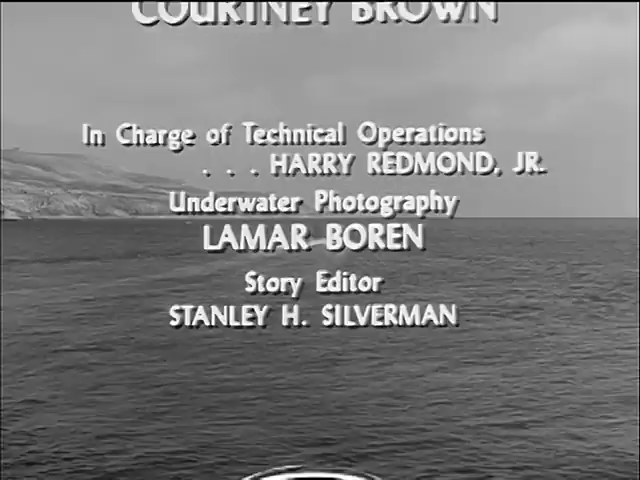 COURTNEY BROWN
In Charge of Technical Operations
. . . HARRY REDMOND, JR.
Underwater Photography
LAMAR BOREN
Story Editor
STANLEY H. SILVERMAN